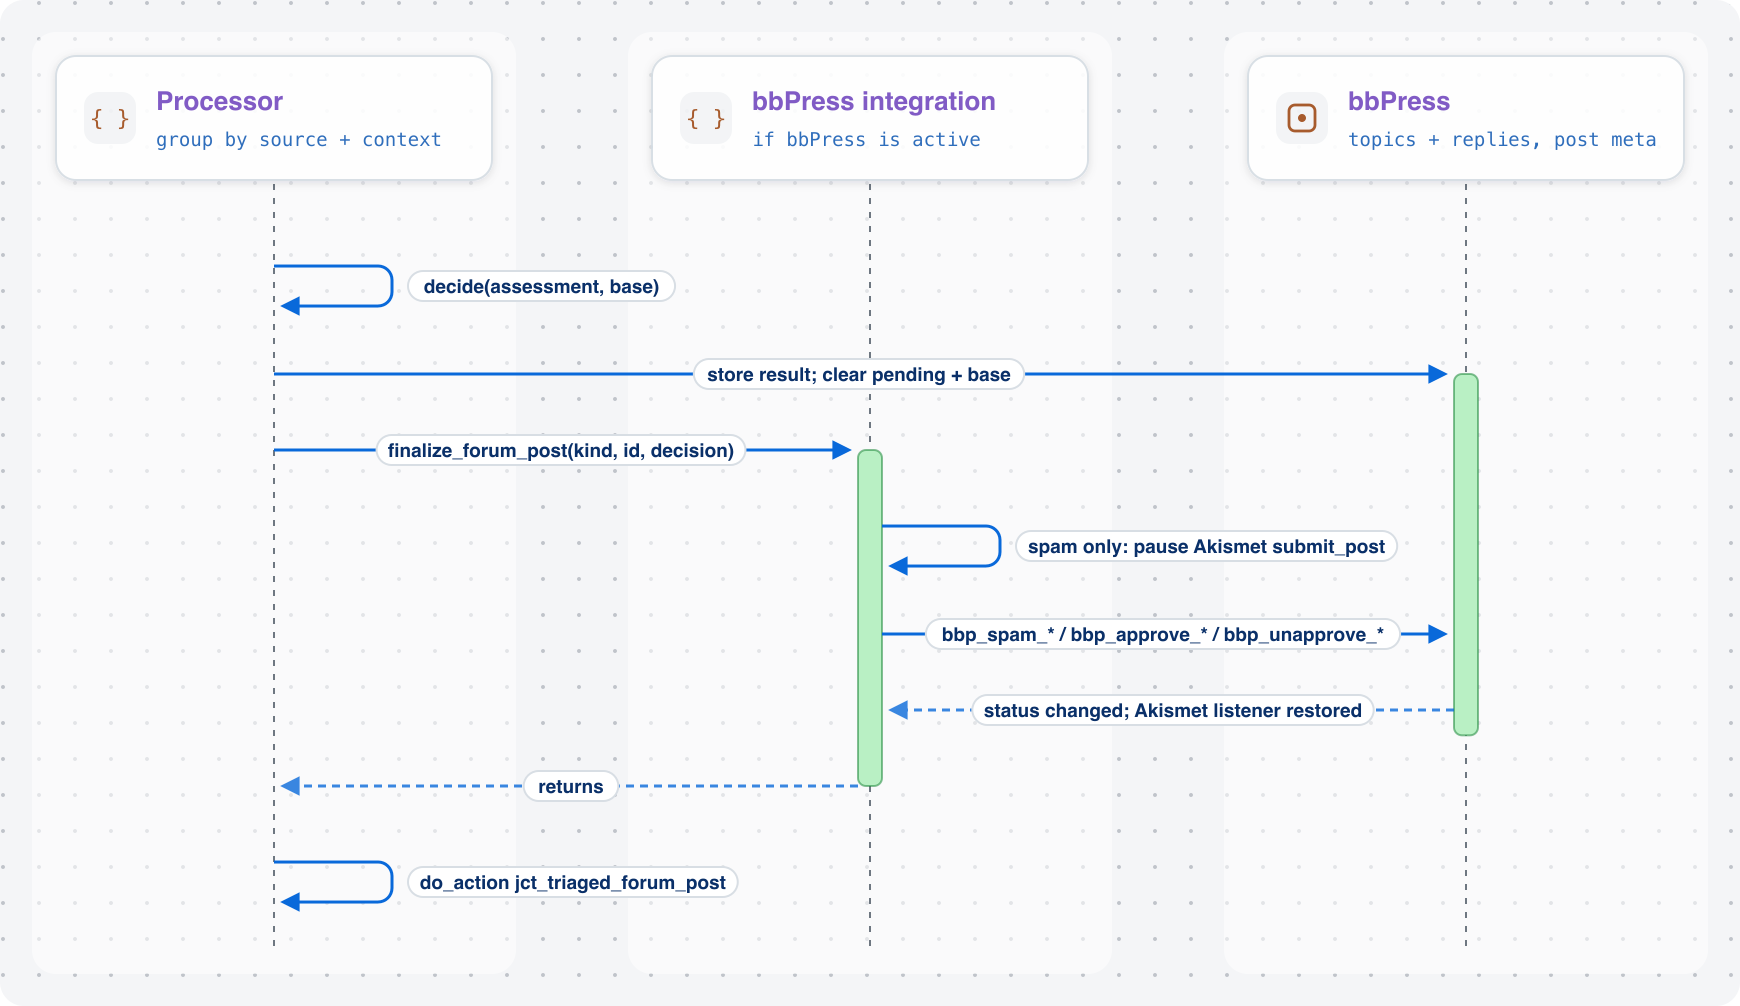 { }
Processor
group by source + context
{ }
bbPress integration
if bbPress is active
bbPress
topics + replies, post meta
decide(assessment, base)
store result; clear pending + base
finalize_forum_post(kind, id, decision)
spam only: pause Akismet submit_post
bbp_spam_* / bbp_approve_* / bbp_unapprove_*
status changed; Akismet listener restored
returns
do_action jct_triaged_forum_post